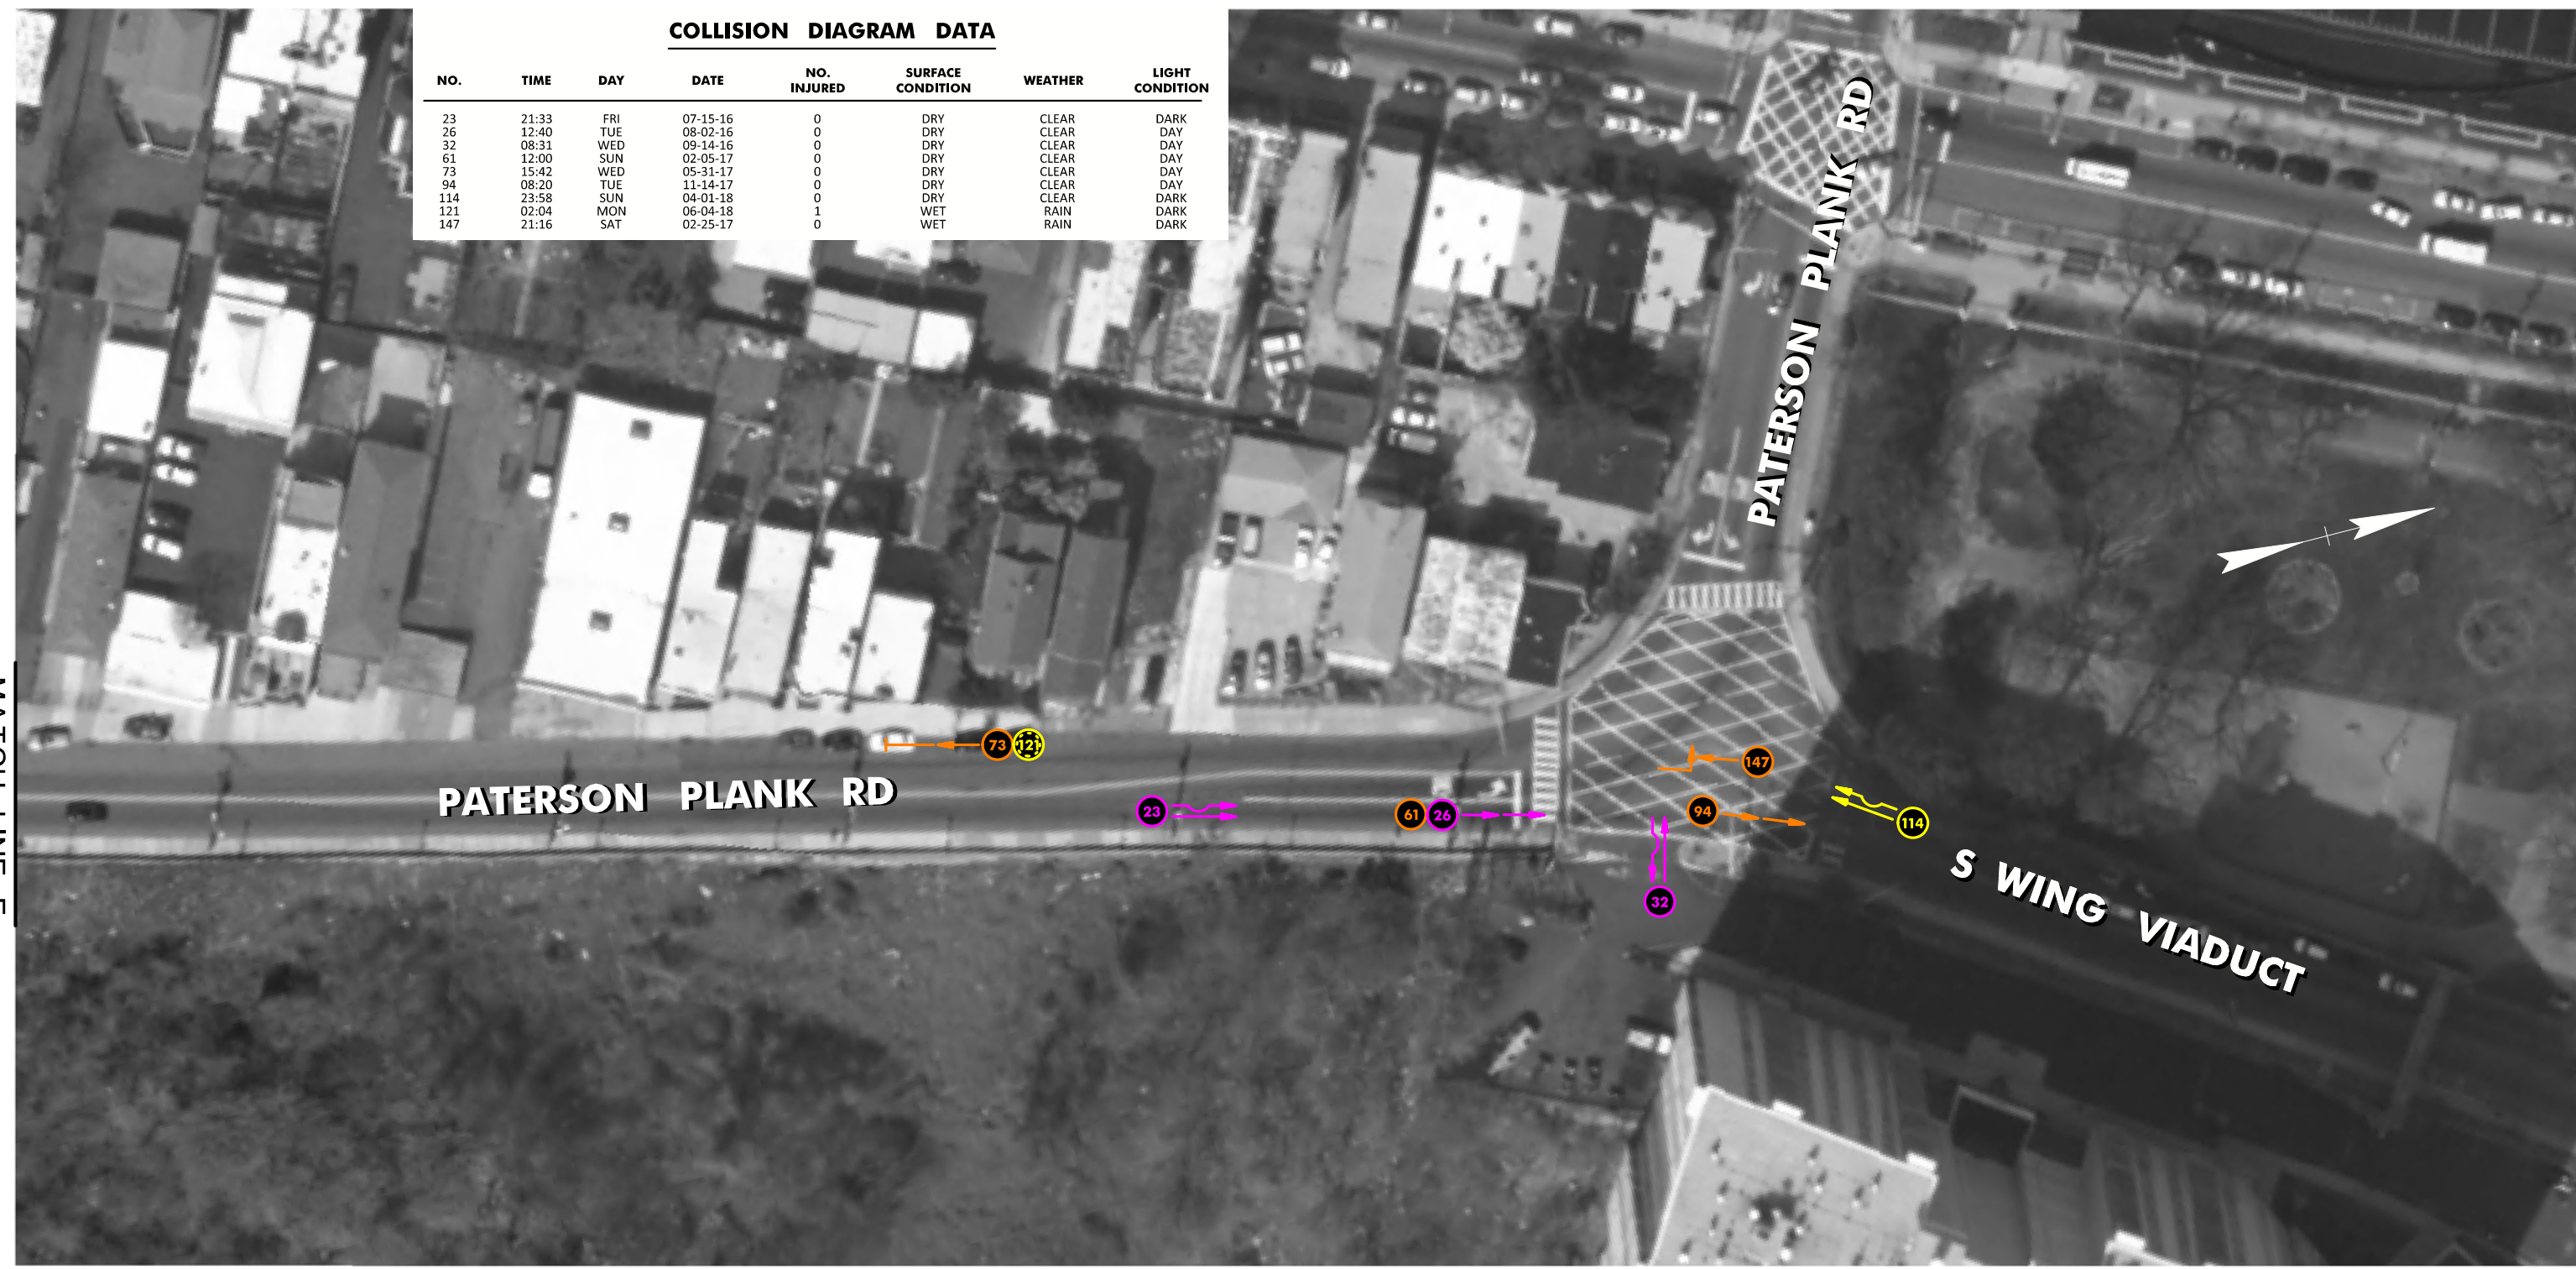 COLLISION DIAGRAM DATA
NO. TIME DAY DATE NO. INJURED SURFACE CONDITION WEATHER LIGHT CONDITION
23 21:33 FRI 07-15-16 0 DRY CLEAR DARK
26 12:40 TUE 08-02-16 0 DRY CLEAR DAY
32 08:31 WED 09-14-16 0 DRY CLEAR DAY
61 12:00 SUN 02-05-17 0 DRY CLEAR DAY
73 15:42 WED 05-31-17 0 DRY CLEAR DAY
94 08:20 TUE 11-14-17 0 DRY CLEAR DAY
114 23:58 SUN 04-01-18 0 DRY CLEAR DARK
121 02:04 MON 06-04-18 1 WET RAIN DARK
147 21:16 SAT 02-25-17 0 WET RAIN DARK
PATERSON PLANK RD
73 121
147
PATERSON PLANK RD
23
61 26
94
114
S WING VIADUCT
32